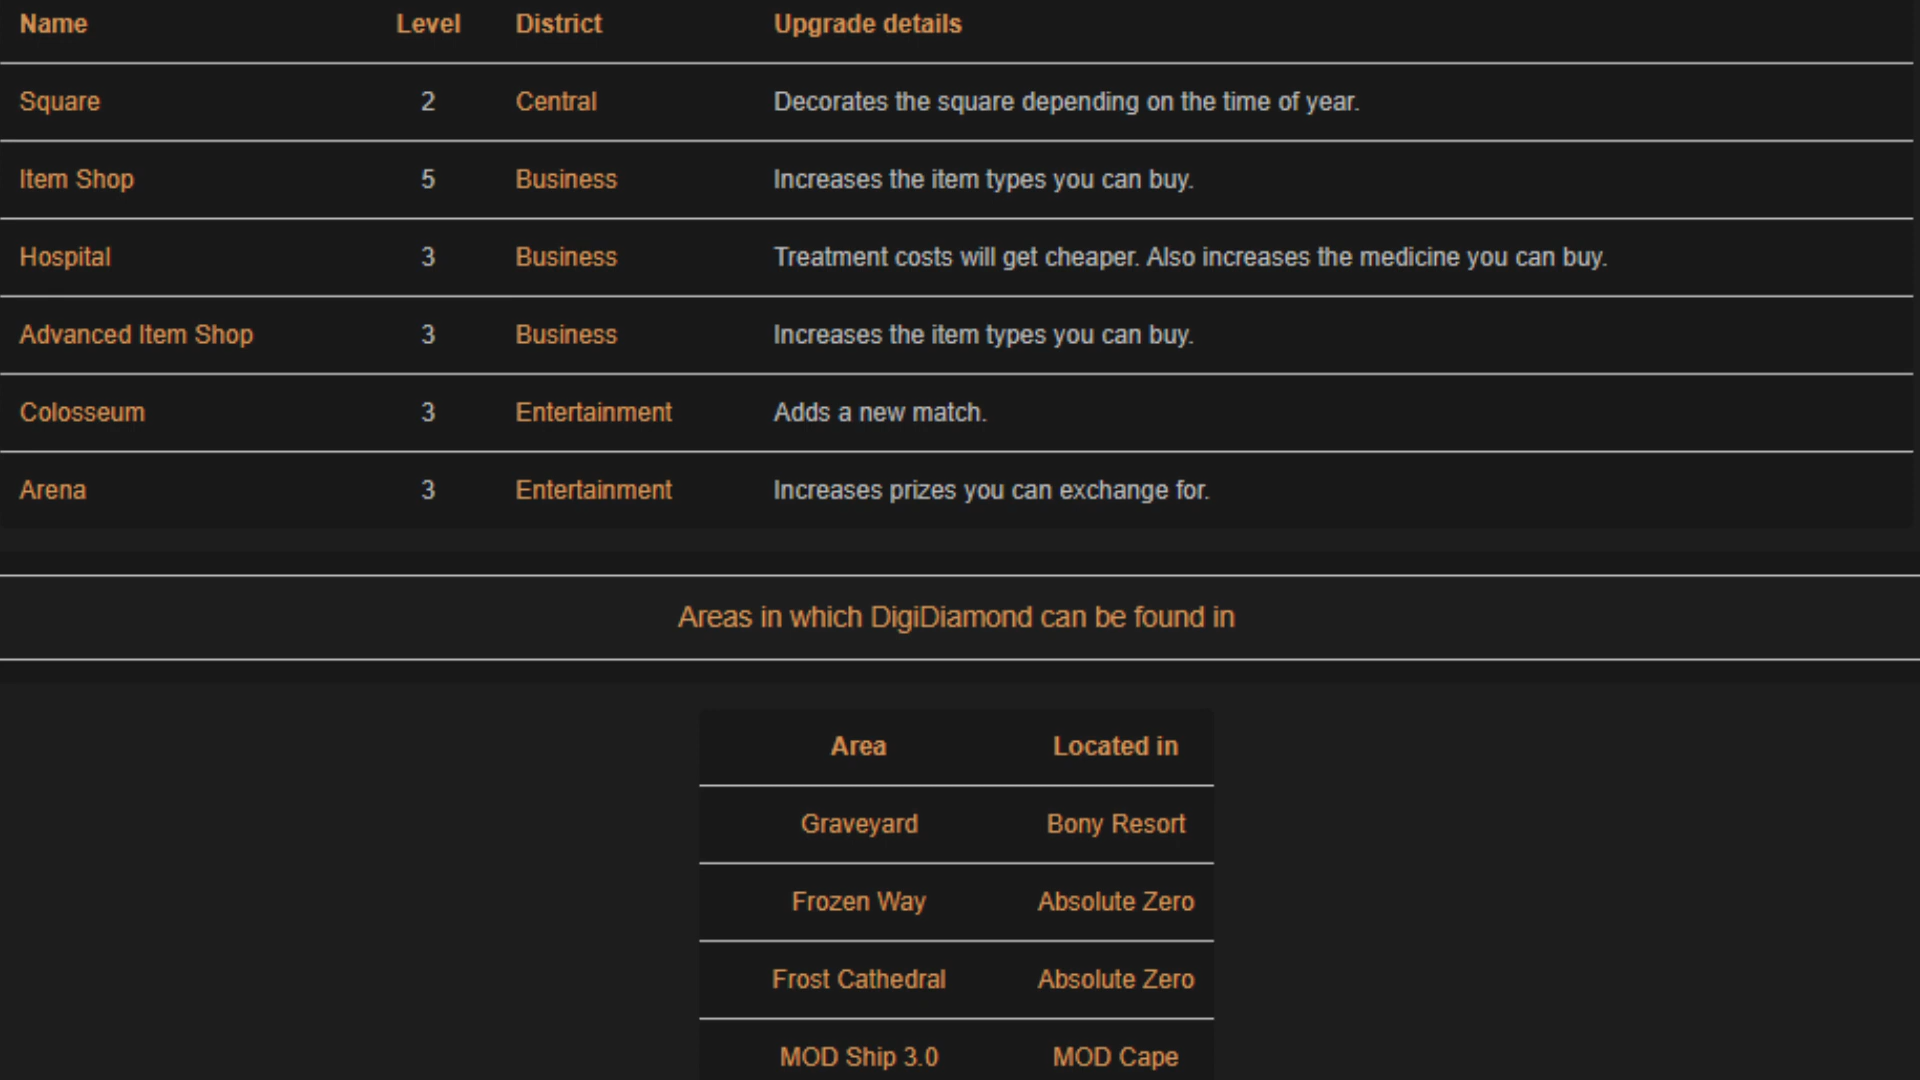 Name Level District Upgrade details
Square 2 Central Decorates the square depending on the time of year.
Item Shop 5 Business Increases the item types you can buy.
Hospital 3 Business Treatment costs will get cheaper. Also increases the medicine you can buy.
Advanced Item Shop 3 Business Increases the item types you can buy.
Colosseum 3 Entertainment Adds a new match.
Arena 3 Entertainment Increases prizes you can exchange for.
Areas in which DigiDiamond can be found in
Area Located in
Graveyard Bony Resort
Frozen Way Absolute Zero
Frost Cathedral Absolute Zero
MOD Ship 3.0 MOD Cape